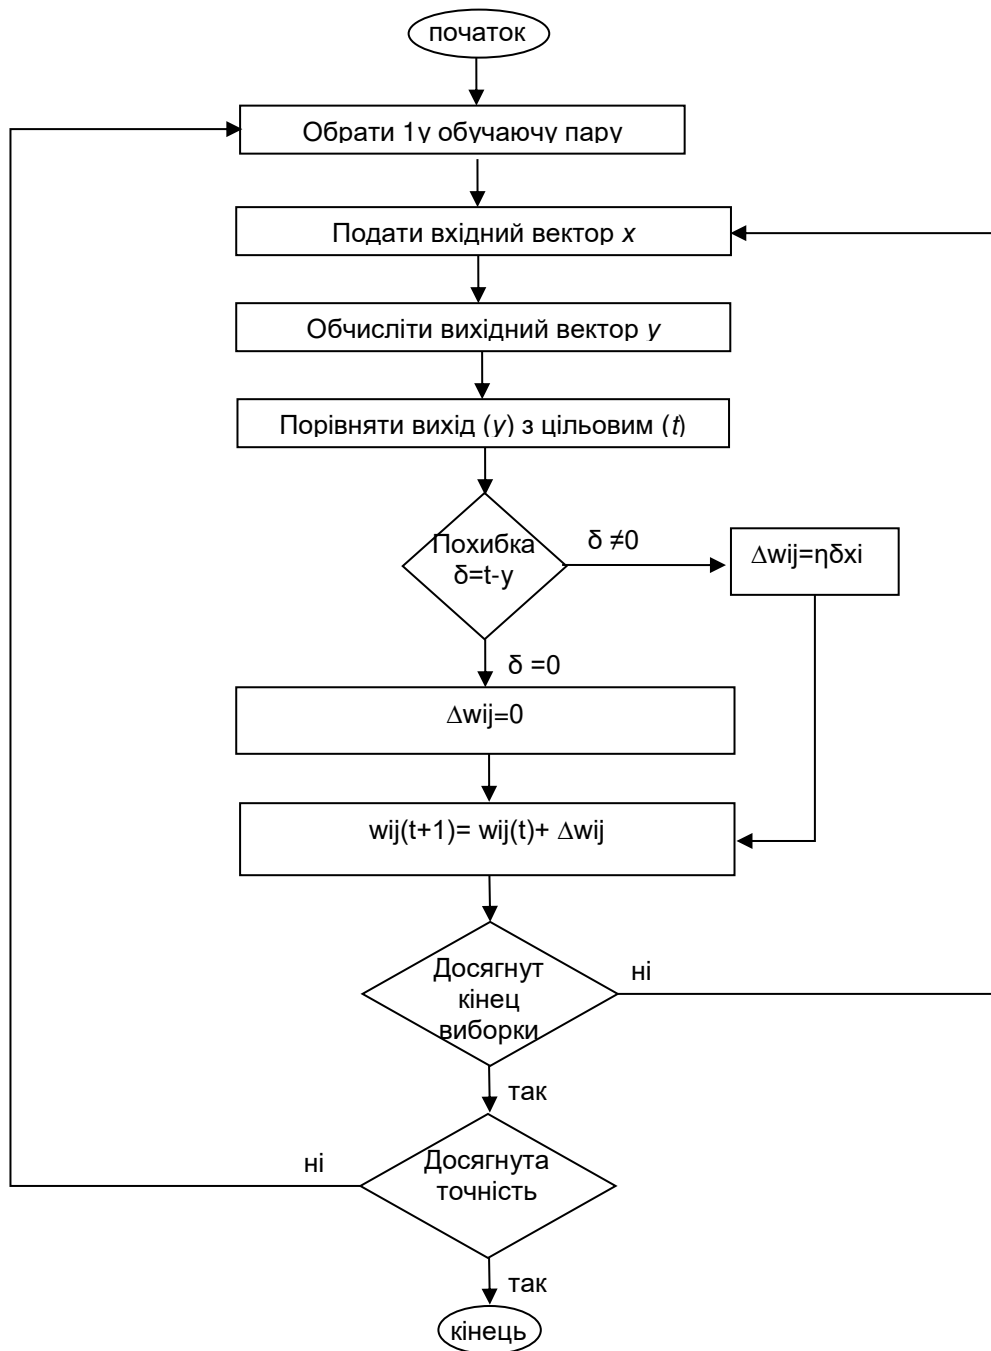 початок
Обрати 1у обучаючу пару
Подати вхідний вектор x
Обчисліти вихідний вектор y
Порівняти вихід (y) з цільовим (t)
Похибка
δ=t-y
δ ≠0
∆wij=ηδxi
δ =0
∆wij=0
wij(t+1)= wij(t)+ ∆wij
Досягнут
кінец
виборки
ні
так
Досягнута
точність
ні
так
кінець